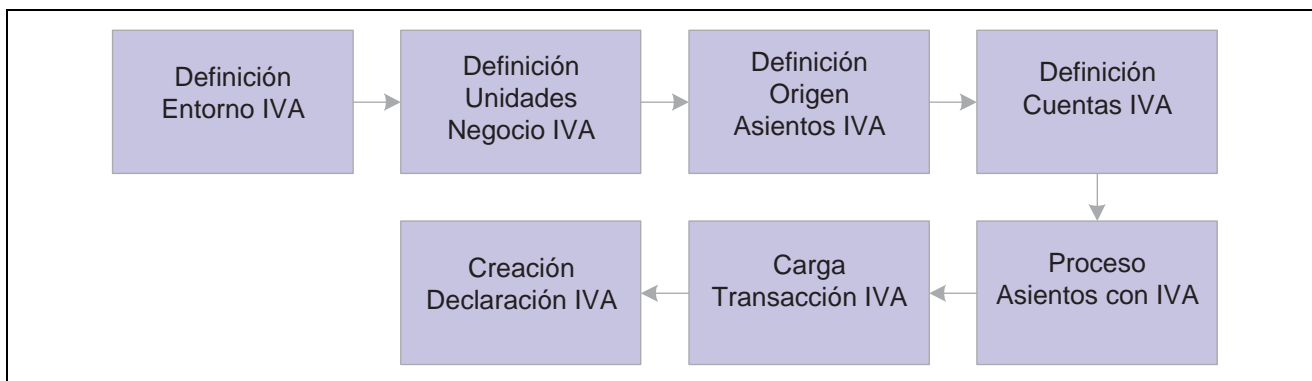 Definición
Entorno IVA
Definición
Unidades
Negocio IVA
Definición
Origen
Asientos IVA
Definición
Cuentas IVA
Creación
Declaración IVA
Carga
Transacción IVA
Proceso
Asientos con IVA